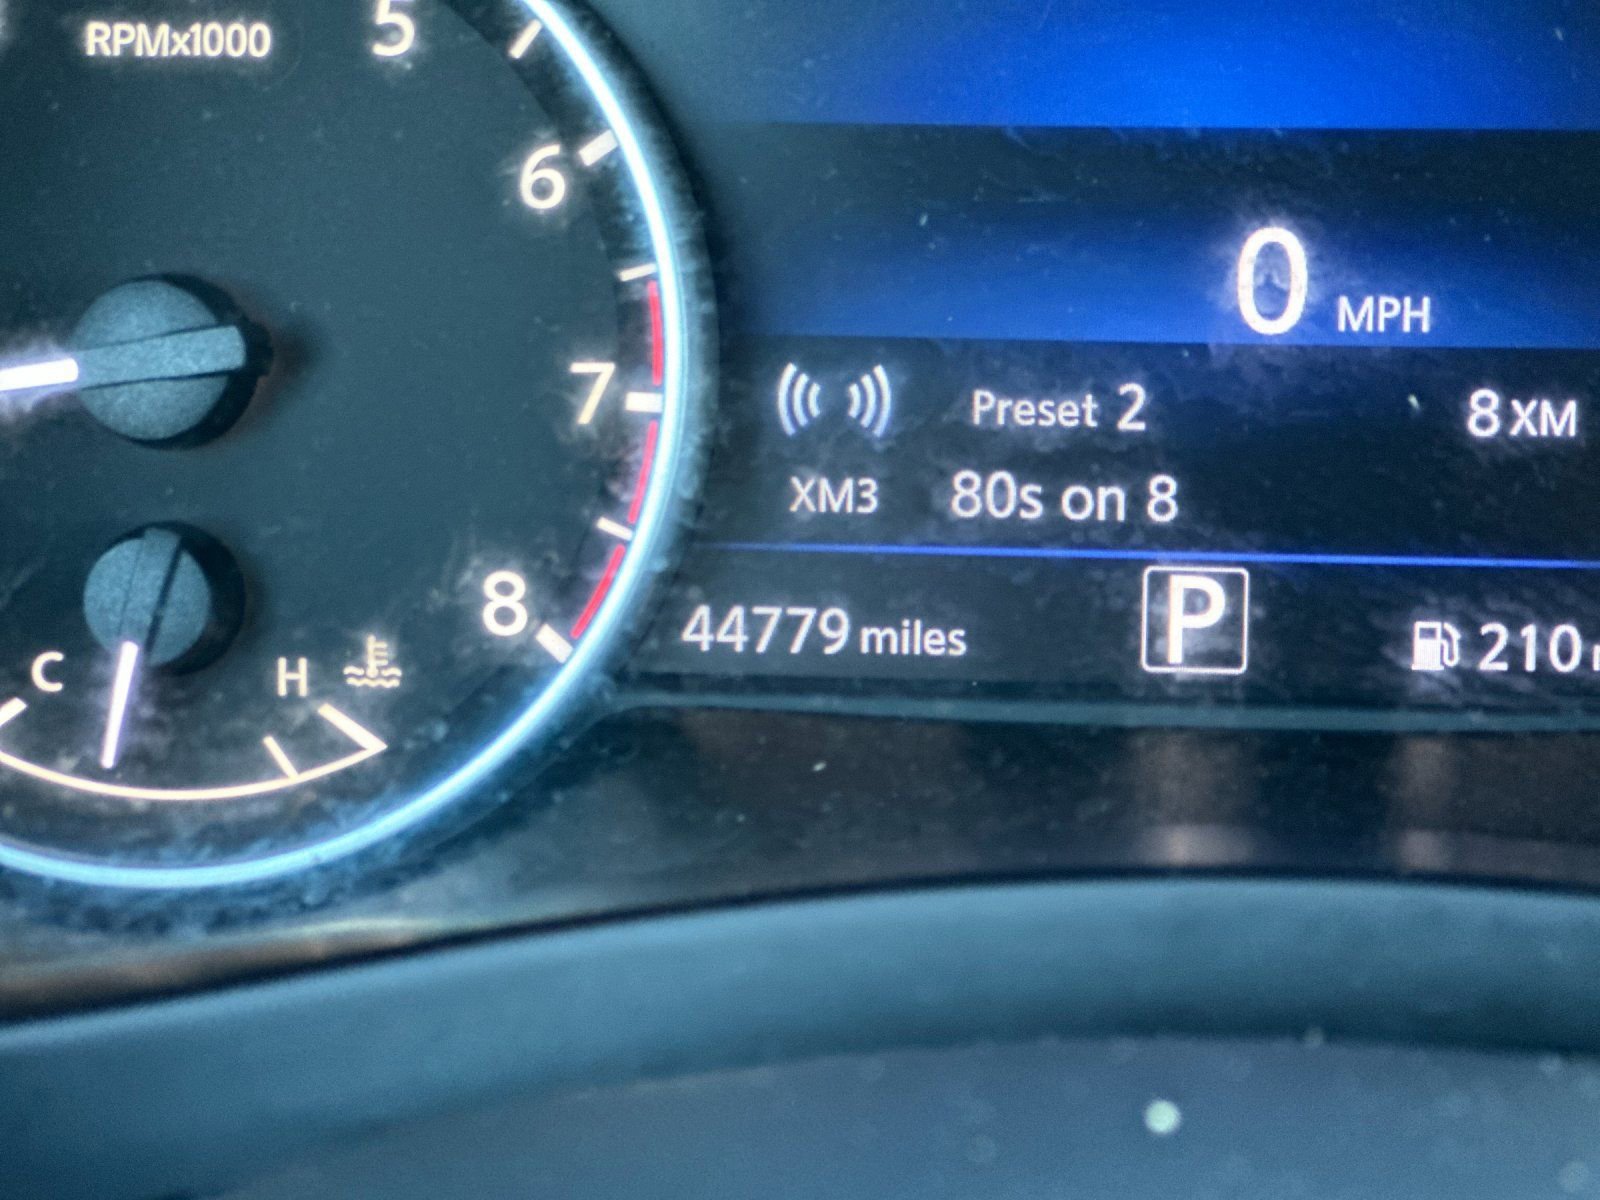 RPMx1000
5
6
7
8
C H
0 MPH
Preset 2 8 XM
XM3 80s on 8
44779 miles P 210